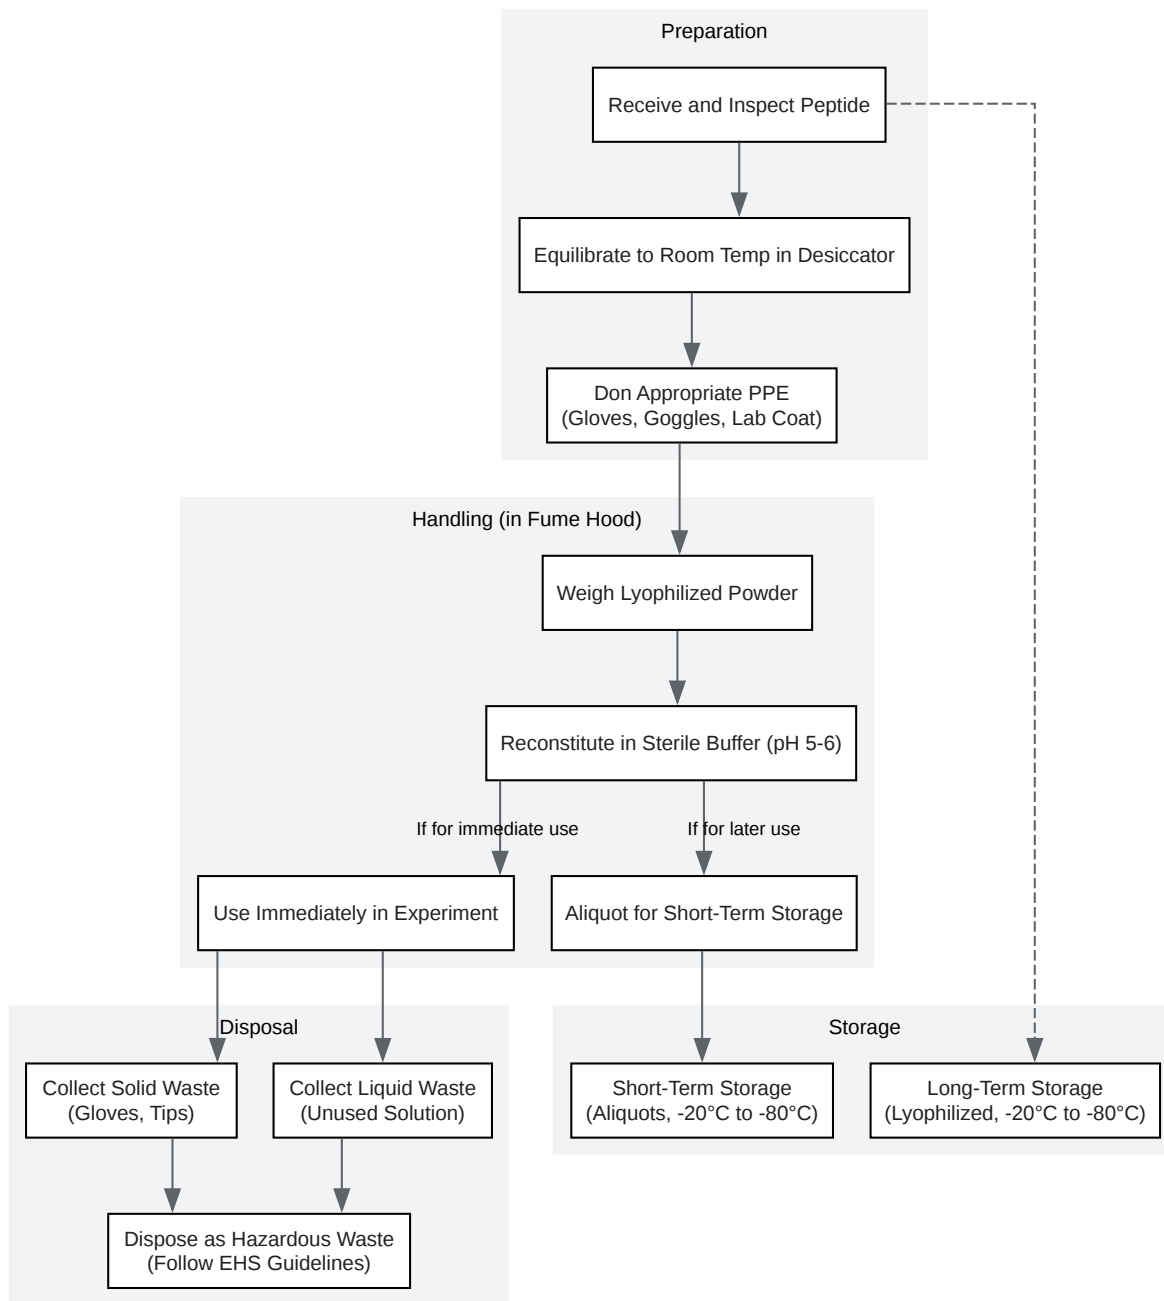 Preparation
Receive and Inspect Peptide
Equilibrate to Room Temp in Desiccator
Don Appropriate PPE
(Gloves, Goggles, Lab Coat)
Handling (in Fume Hood)
Weigh Lyophilized Powder
Reconstitute in Sterile Buffer (pH 5-6)
If for immediate use
If for later use
Use Immediately in Experiment
Aliquot for Short-Term Storage
Disposal
Collect Solid Waste
(Gloves, Tips)
Collect Liquid Waste
(Unused Solution)
Dispose as Hazardous Waste
(Follow EHS Guidelines)
Storage
Short-Term Storage
(Aliquots, -20°C to -80°C)
Long-Term Storage
(Lyophilized, -20°C to -80°C)